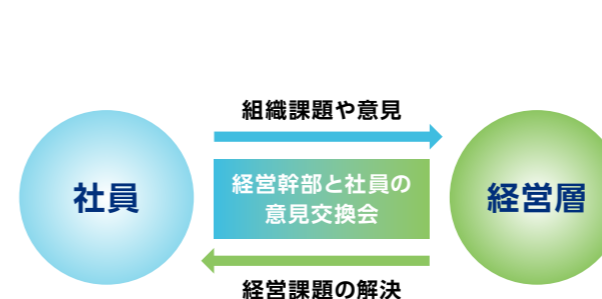 組織課題や意見
社員
経営幹部と社員の
意見交換会
経営層
経営課題の解決